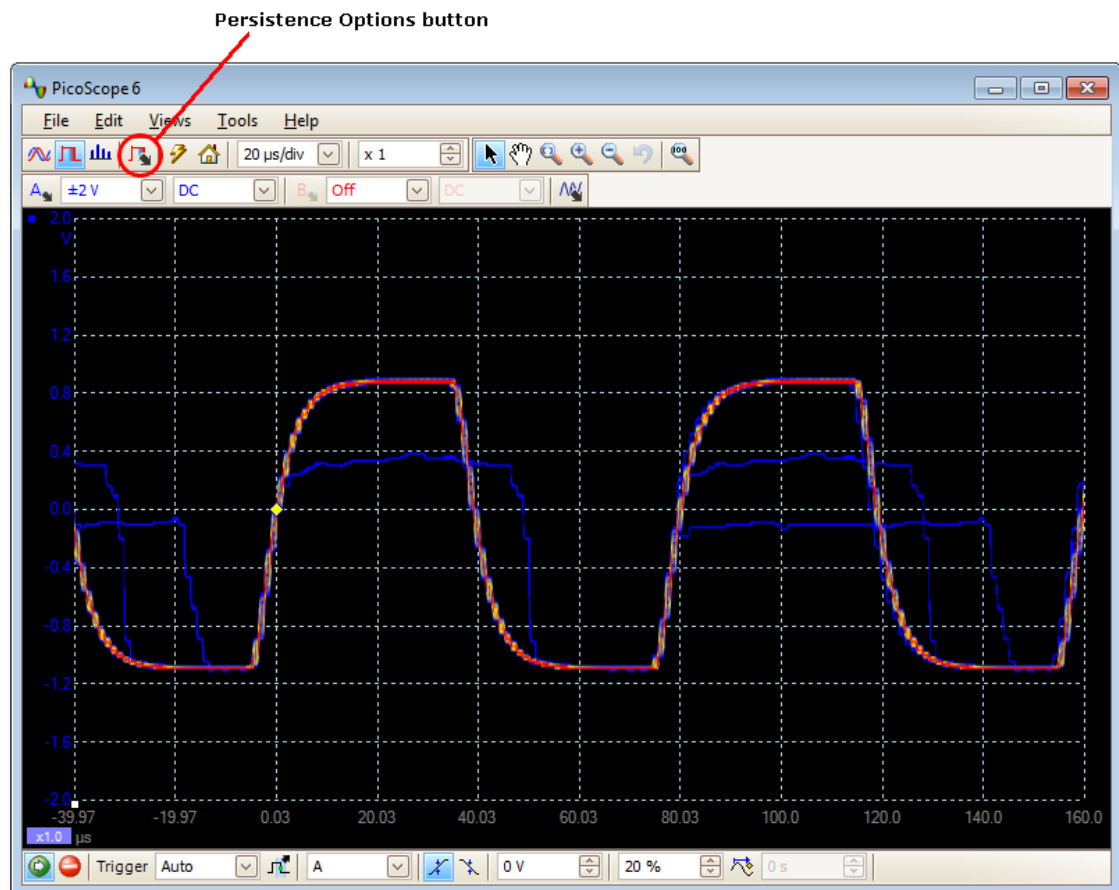 Persistence Options button
PicoScope 6
File Edit Views Tools Help
20 µs/div x 1
A ±2 V DC B Off DC
2.0
V
1.6
1.2
0.8
0.4
0.0
-0.4
-0.8
-1.2
-1.6
-2.0
-39.97 -19.97 0.03 20.03 40.03 60.03 80.03 100.0 120.0 140.0 160.0
x1.0 µs
Trigger Auto A 0 V 20 % 0 s